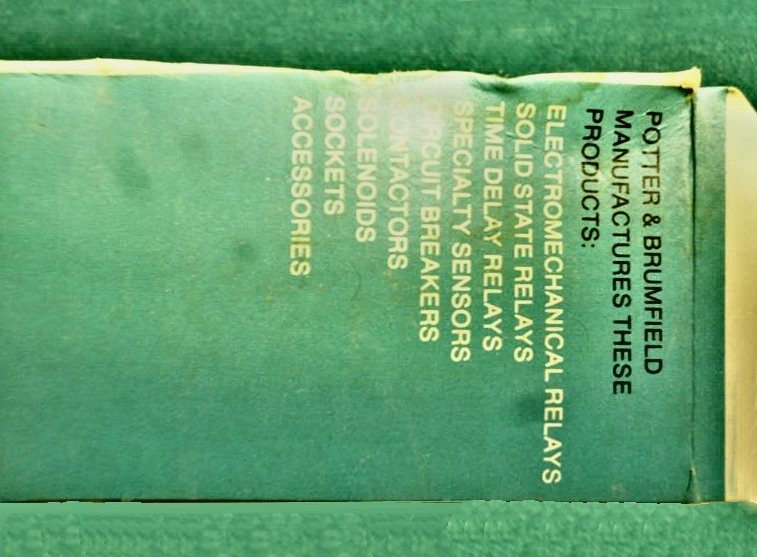 POTTER & BRUMFIELD
MANUFACTURES THESE
PRODUCTS:
ELECTROMECHANICAL RELAYS
SOLID STATE RELAYS
TIME DELAY RELAYS
SPECIALTY SENSORS
CIRCUIT BREAKERS
CONTACTORS
SOLENOIDS
SOCKETS
ACCESSORIES